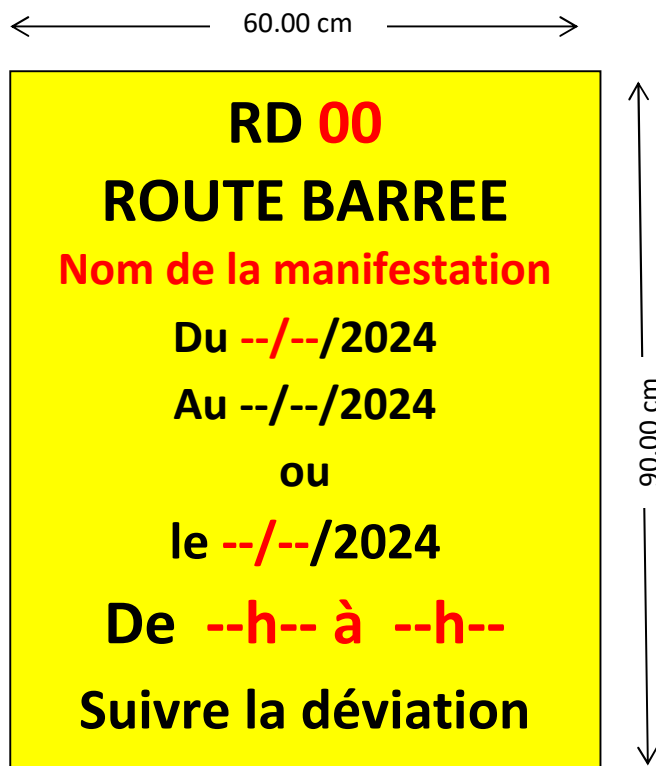 60.00 cm
RD 00
ROUTE BARREE
Nom de la manifestation
Du --/--/2024
Au --/--/2024
ou
le --/--/2024
De --h-- à --h--
Suivre la déviation
90.00 cm